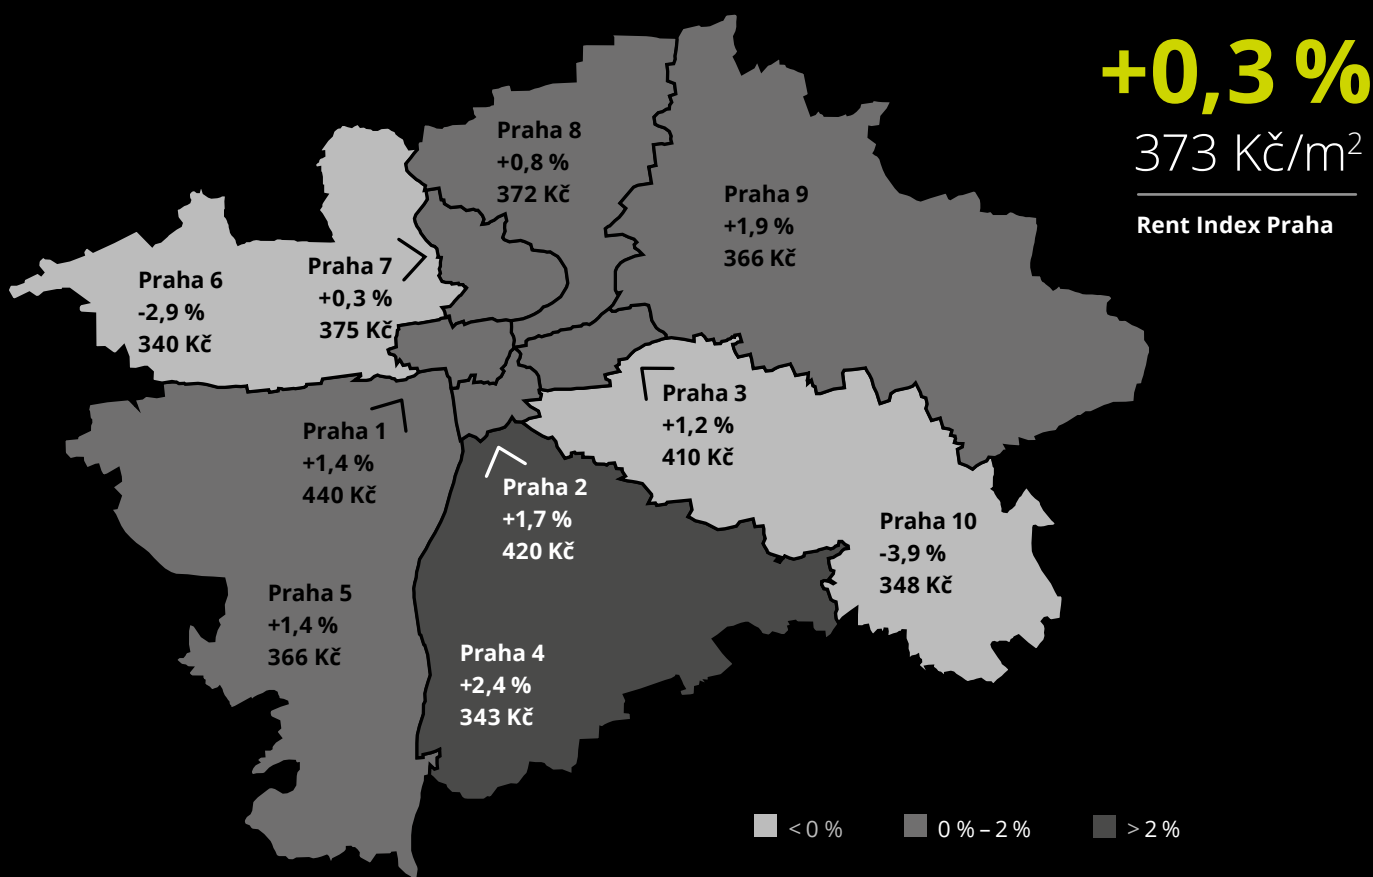 +0,3 %
373 Kč/m²
Rent Index Praha
Praha 8
+0,8 %
372 Kč
Praha 9
+1,9 %
366 Kč
Praha 6
-2,9 %
340 Kč
Praha 7
+0,3 %
375 Kč
Praha 3
+1,2 %
410 Kč
Praha 1
+1,4 %
440 Kč
Praha 2
+1,7 %
420 Kč
Praha 10
-3,9 %
348 Kč
Praha 5
+1,4 %
366 Kč
Praha 4
+2,4 %
343 Kč
< 0 %
0 % – 2 %
> 2 %